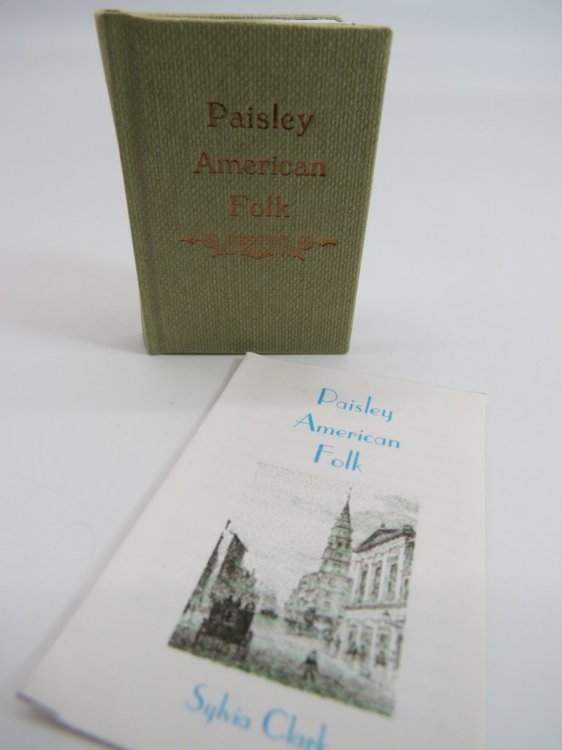 Paisley
American
Folk
Paisley
American
Folk
Sylvia Clark